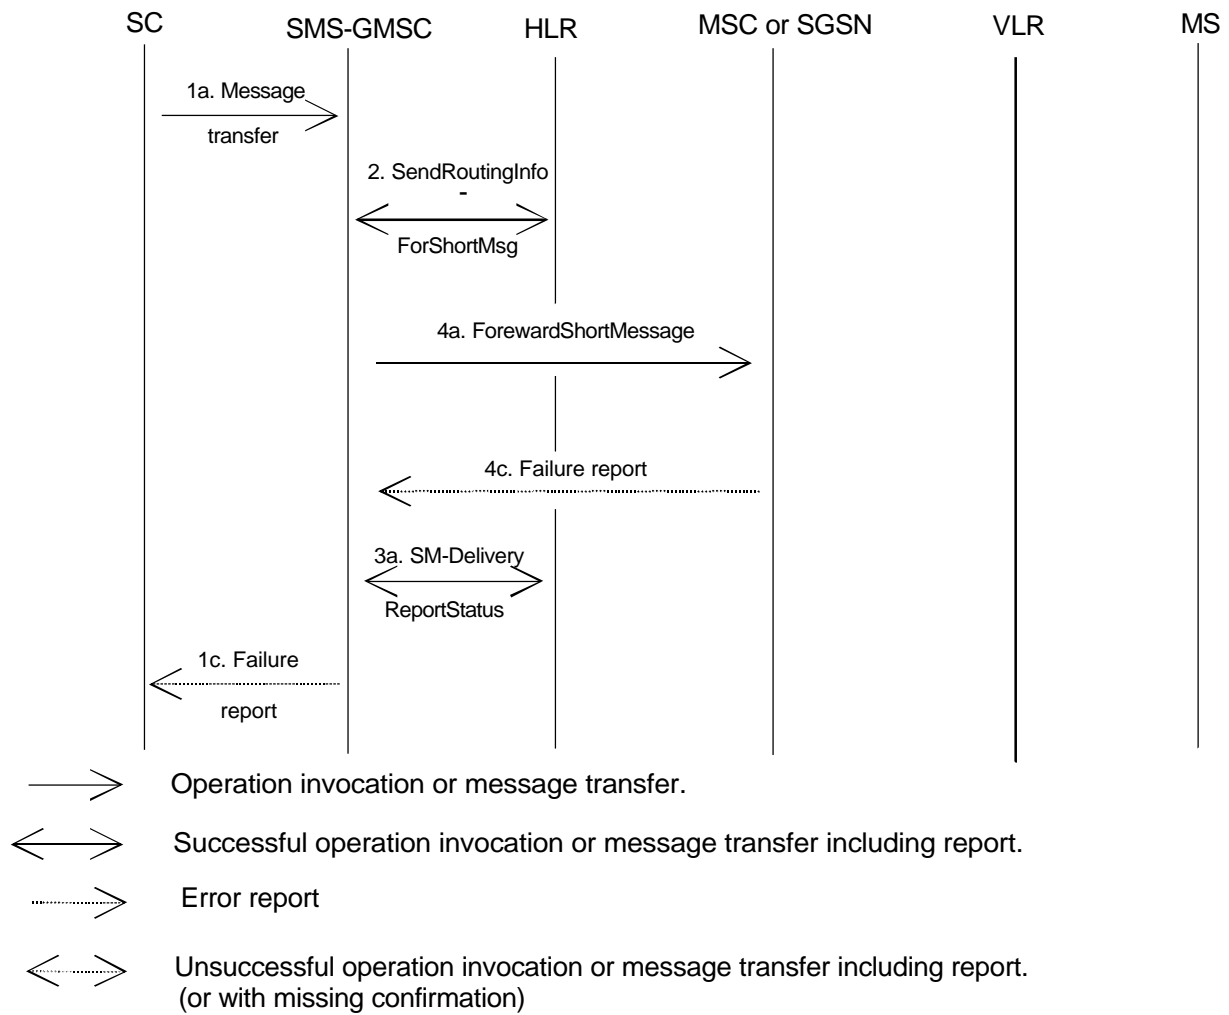 SC SMS-GMSC HLR MSC or SGSN VLR MS
1a. Message
transfer
2. SendRoutingInfo
-
ForShortMsg
4a. ForewardShortMessage
4c. Failure report
3a. SM-Delivery
ReportStatus
1c. Failure
report
Operation invocation or message transfer.
Successful operation invocation or message transfer including report.
Error report
Unsuccessful operation invocation or message transfer including report.
(or with missing confirmation)